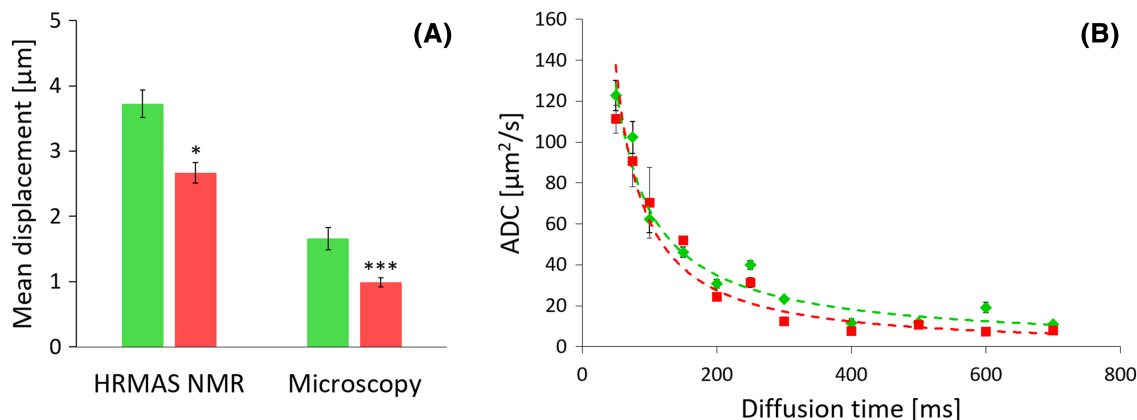 (A)
Mean displacement [µm]
5
4
3
2
1
0
*
***
HRMAS NMR
Microscopy
(B)
ADC [µm²/s]
160
140
120
100
80
60
40
20
0
0 200 400 600 800
Diffusion time [ms]